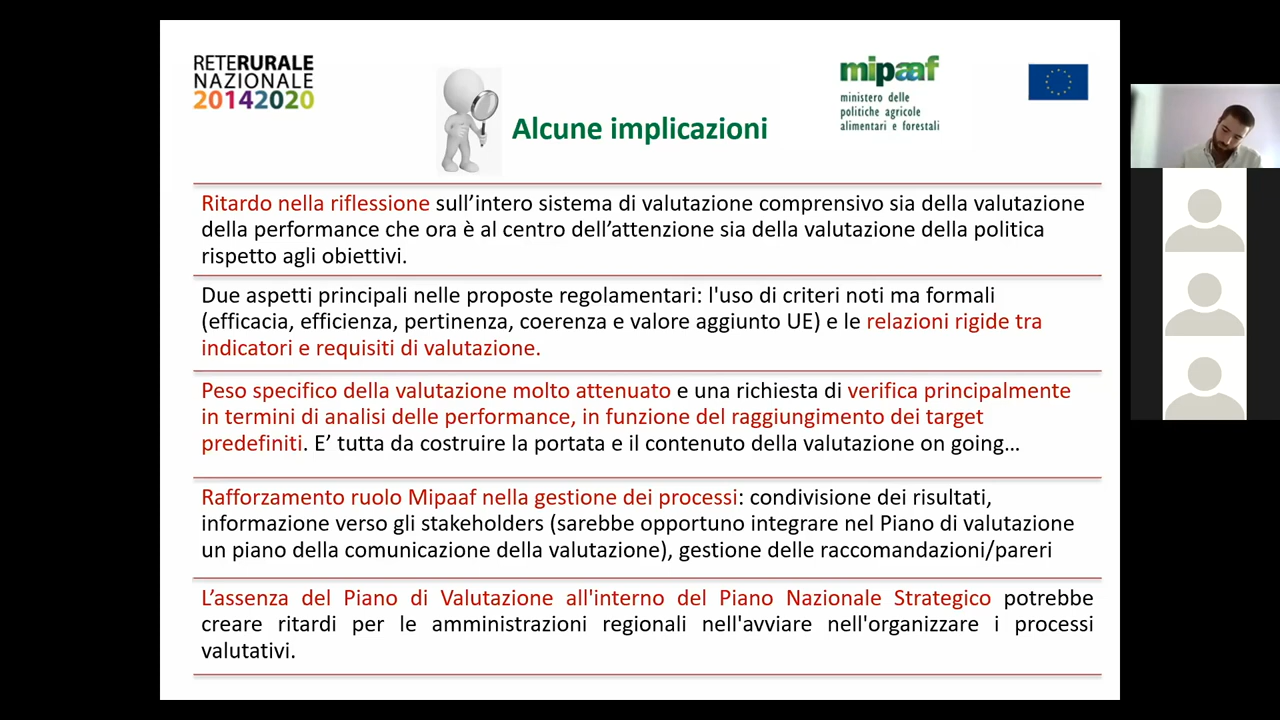 RETERURALE
NAZIONALE
20142020
mipaaf
ministero delle
politiche agricole
alimentari e forestali
Alcune implicazioni
Ritardo nella riflessione sull’intero sistema di valutazione comprensivo sia della valutazione
della performance che ora è al centro dell’attenzione sia della valutazione della politica
rispetto agli obiettivi.
Due aspetti principali nelle proposte regolamentari: l'uso di criteri noti ma formali
(efficacia, efficienza, pertinenza, coerenza e valore aggiunto UE) e le relazioni rigide tra
indicatori e requisiti di valutazione.
Peso specifico della valutazione molto attenuato e una richiesta di verifica principalmente
in termini di analisi delle performance, in funzione del raggiungimento dei target
predefiniti. E’ tutta da costruire la portata e il contenuto della valutazione on going…
Rafforzamento ruolo Mipaaf nella gestione dei processi: condivisione dei risultati,
informazione verso gli stakeholders (sarebbe opportuno integrare nel Piano di valutazione
un piano della comunicazione della valutazione), gestione delle raccomandazioni/pareri
L’assenza del Piano di Valutazione all'interno del Piano Nazionale Strategico potrebbe
creare ritardi per le amministrazioni regionali nell'avviare nell'organizzare i processi
valutativi.